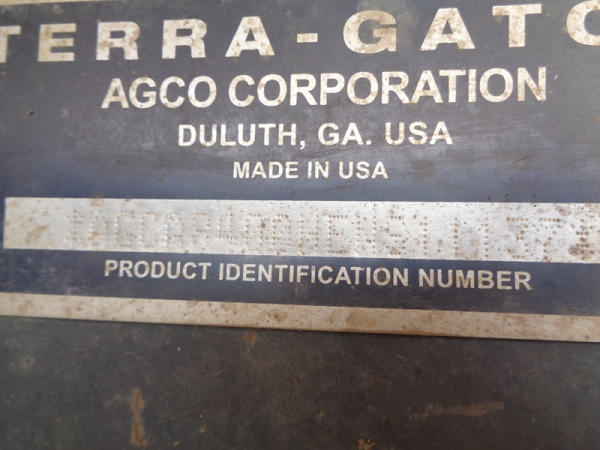 TERRA-GATO
AGCO CORPORATION
DULUTH, GA. USA
MADE IN USA
PRODUCT IDENTIFICATION NUMBER